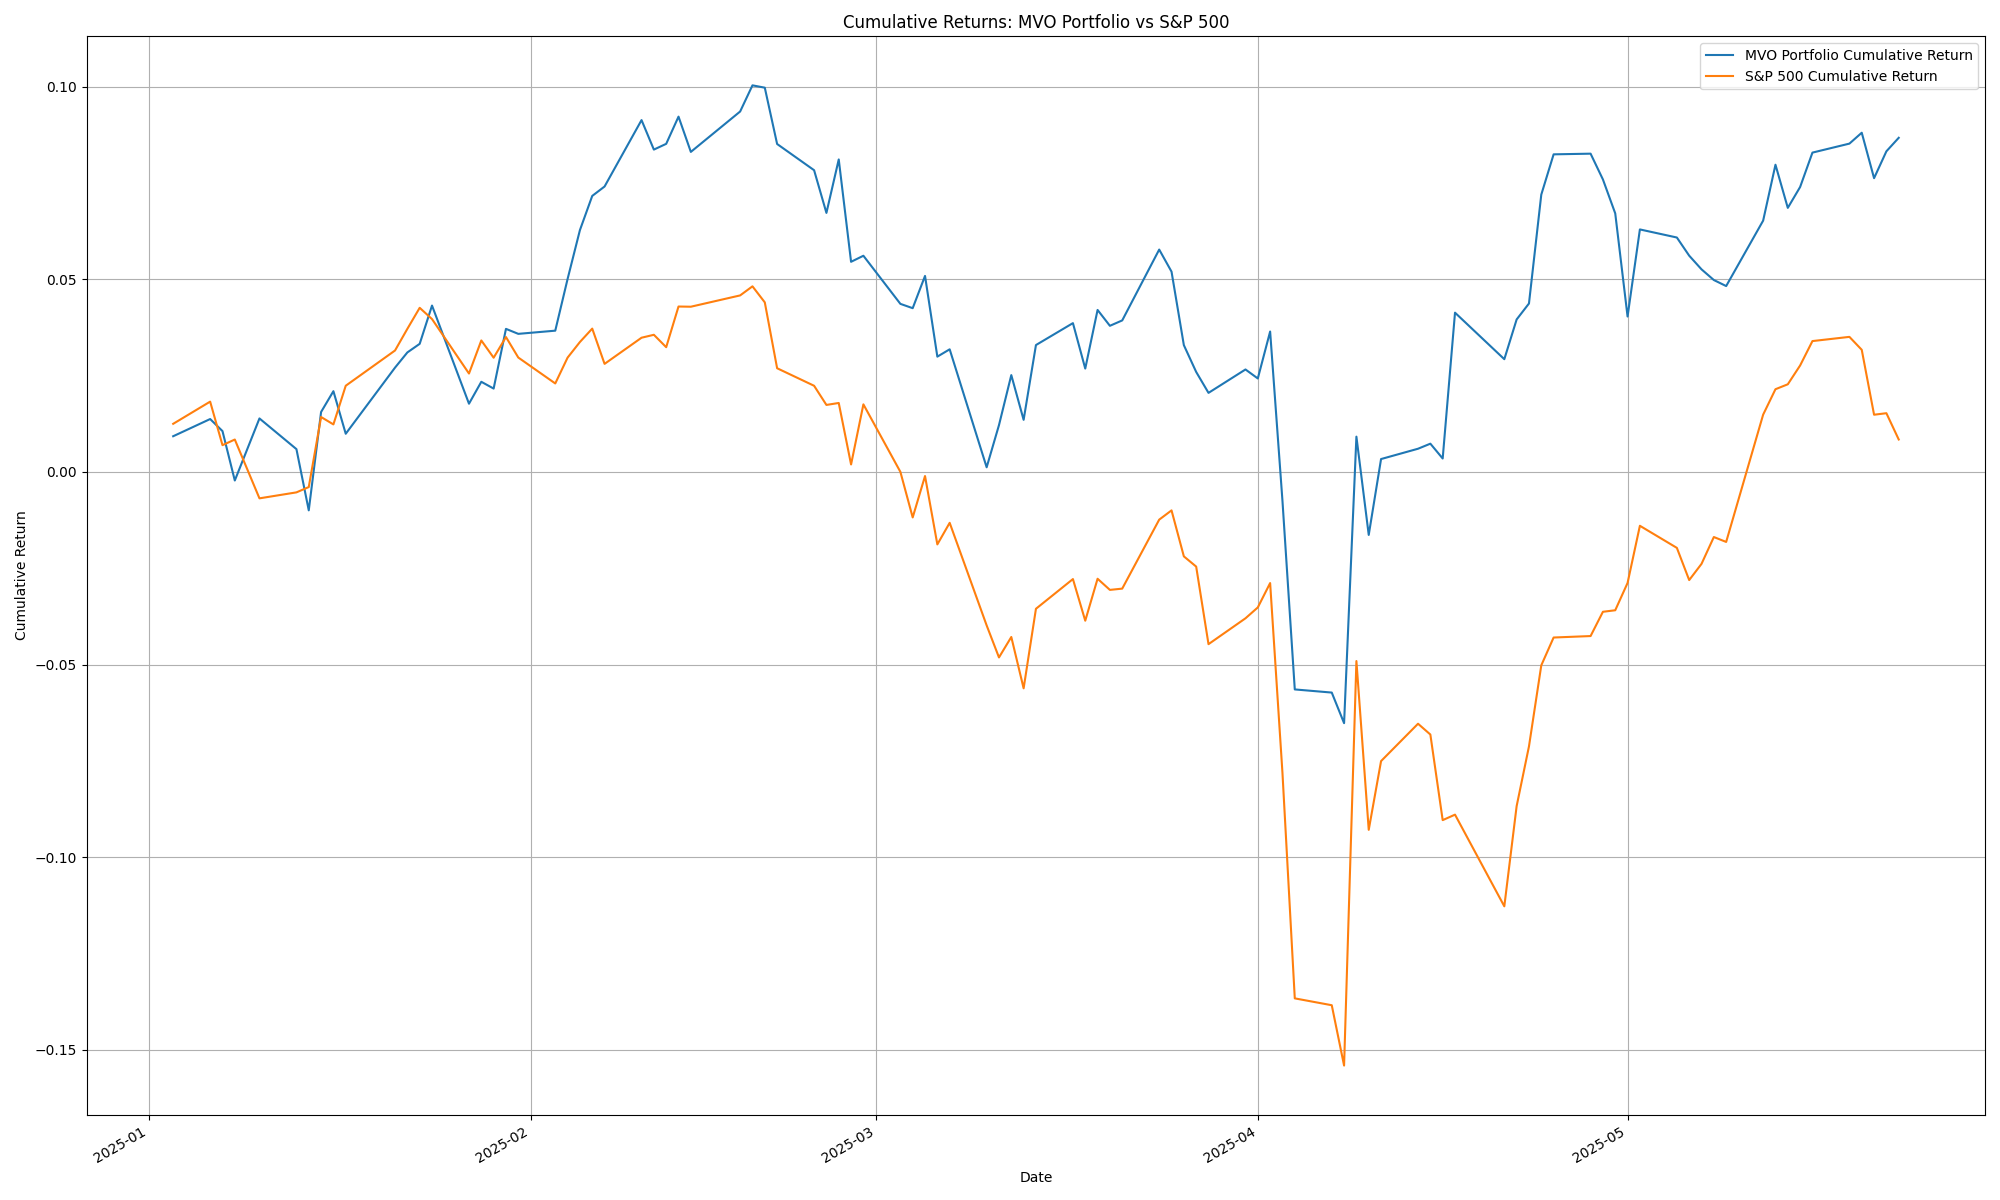 Cumulative Returns: MVO Portfolio vs S&P 500
MVO Portfolio Cumulative Return
S&P 500 Cumulative Return
Cumulative Return
0.10
0.05
0.00
−0.05
−0.10
−0.15
2025-01
2025-02
2025-03
2025-04
2025-05
Date